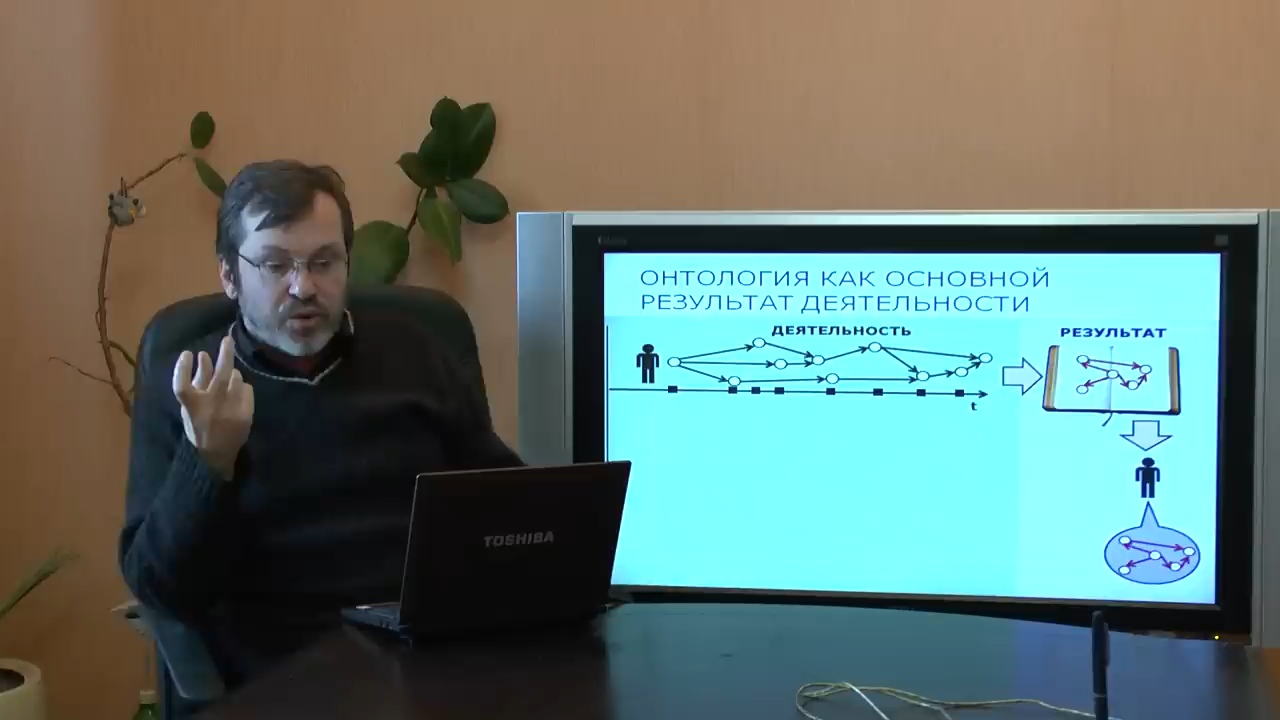 ОНТОЛОГИЯ КАК ОСНОВНОЙ
РЕЗУЛЬТАТ ДЕЯТЕЛЬНОСТИ
ДЕЯТЕЛЬНОСТЬ
РЕЗУЛЬТАТ
t
TOSHIBA